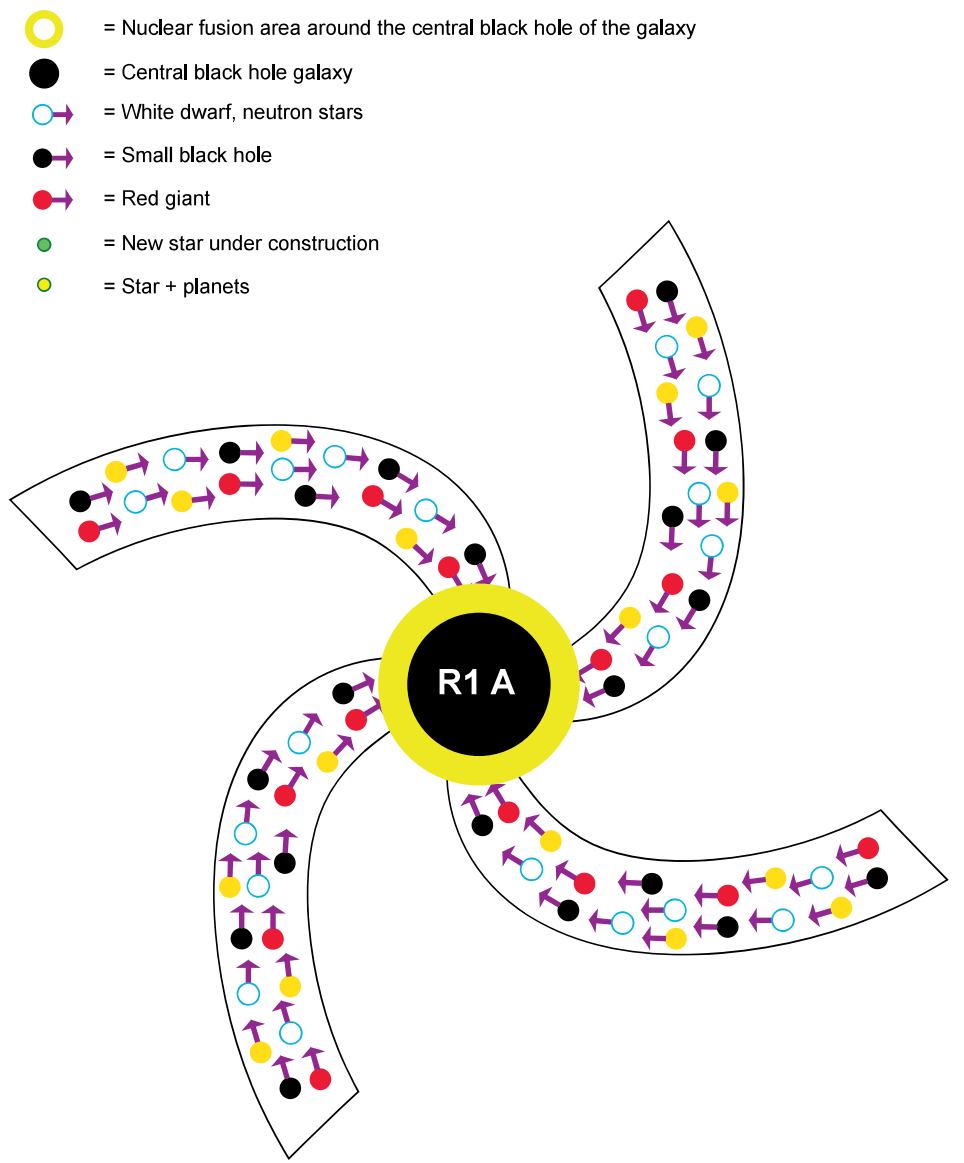 = Nuclear fusion area around the central black hole of the galaxy
= Central black hole galaxy
= White dwarf, neutron stars
= Small black hole
= Red giant
= New star under construction
= Star + planets
R1 A